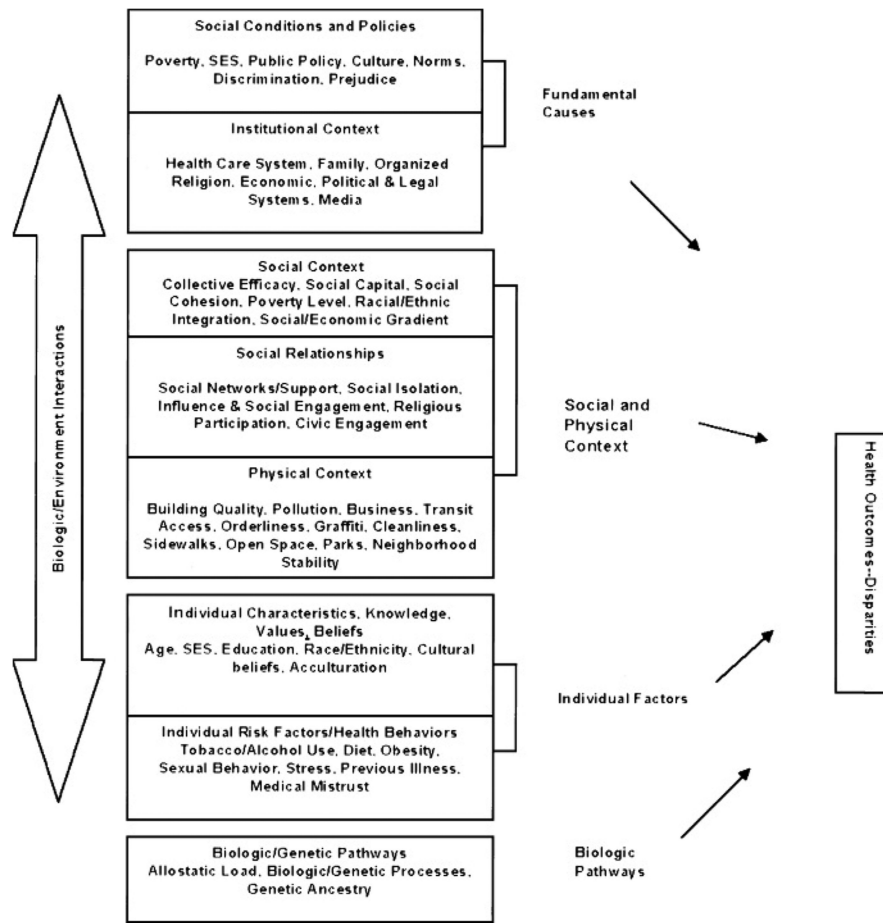 Social Conditions and Policies
Poverty, SES, Public Policy, Culture, Norms,
Discrimination, Prejudice
Institutional Context
Health Care System, Family, Organized
Religion, Economic, Political & Legal
Systems, Media
Fundamental
Causes
Social Context
Collective Efficacy, Social Capital, Social
Cohesion, Poverty Level, Racial/Ethnic
Integration, Social/Economic Gradient
Social Relationships
Social Networks/Support, Social Isolation,
Influence & Social Engagement, Religious
Participation, Civic Engagement
Physical Context
Building Quality, Pollution, Business, Transit
Access, Orderliness, Graffiti, Cleanliness,
Sidewalks, Open Space, Parks, Neighborhood
Stability
Social and
Physical
Context
Individual Characteristics, Knowledge,
Values, Beliefs
Age, SES, Education, Race/Ethnicity, Cultural
beliefs, Acculturation
Individual Risk Factors/Health Behaviors
Tobacco/Alcohol Use, Diet, Obesity,
Sexual Behavior, Stress, Previous Illness,
Medical Mistrust
Individual Factors
Biologic/Genetic Pathways
Allostatic Load, Biologic/Genetic Processes,
Genetic Ancestry
Biologic
Pathways
Biologic/Environment Interactions
Health Outcomes--Disparities